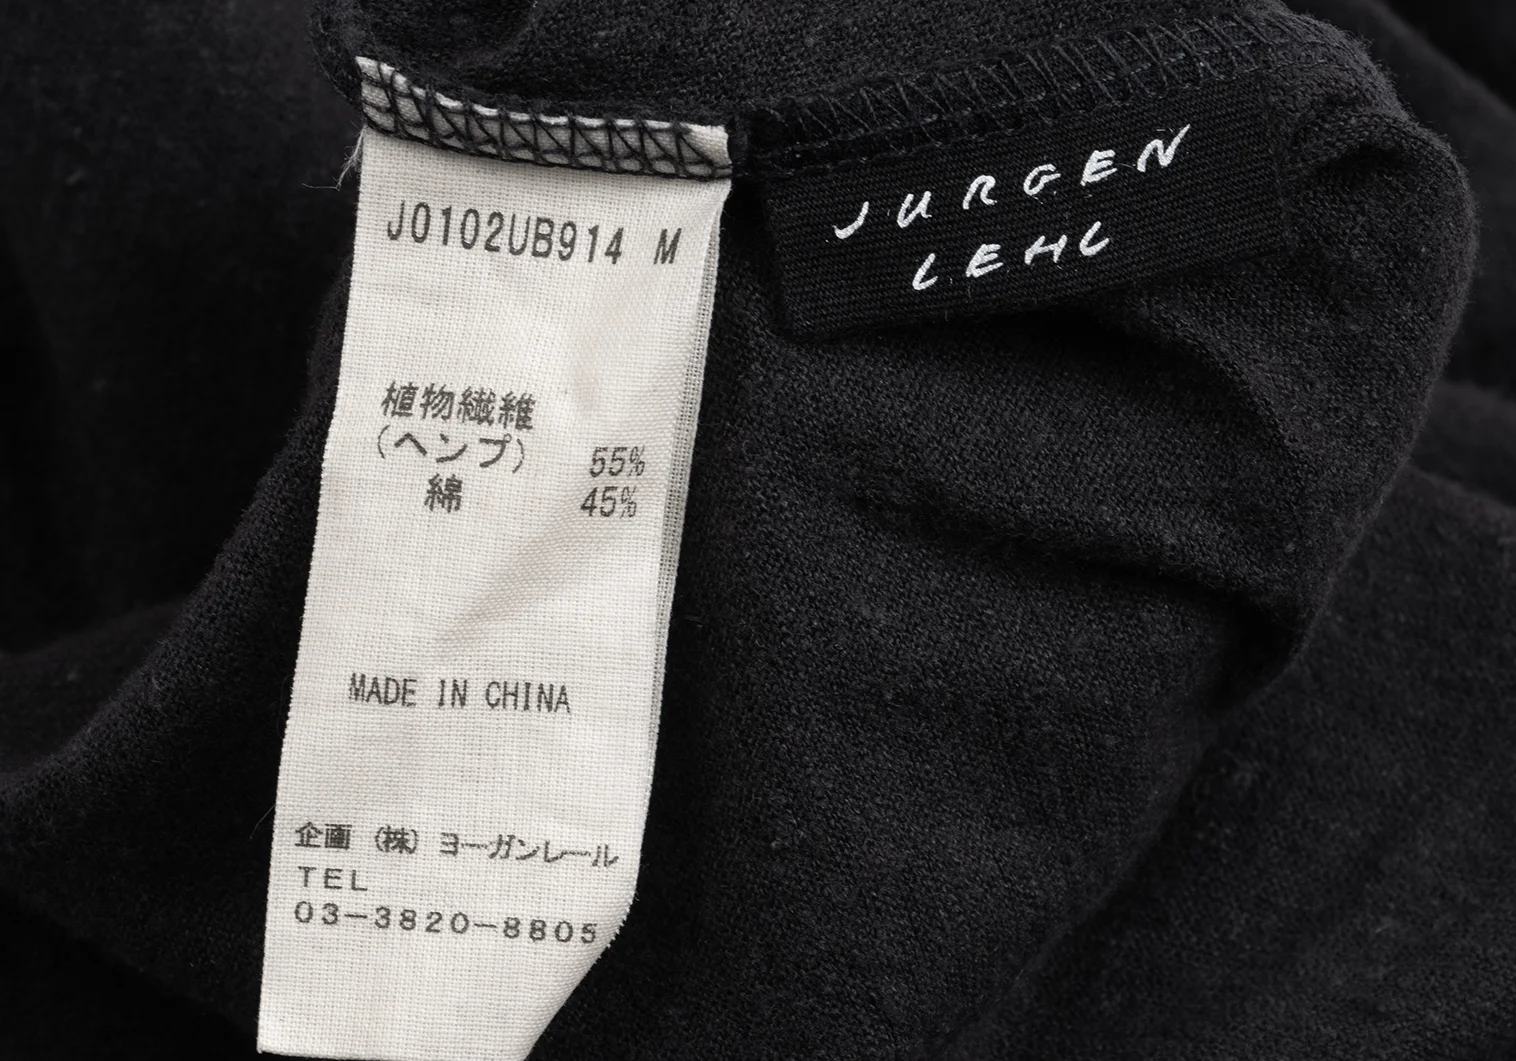 J0102UB914 M
植物繊維
(ヘンプ) 55%
綿 45%
MADE IN CHINA
企画 (株) ヨーガンレール
TEL
03-3820-8805
JURGEN
LEHL